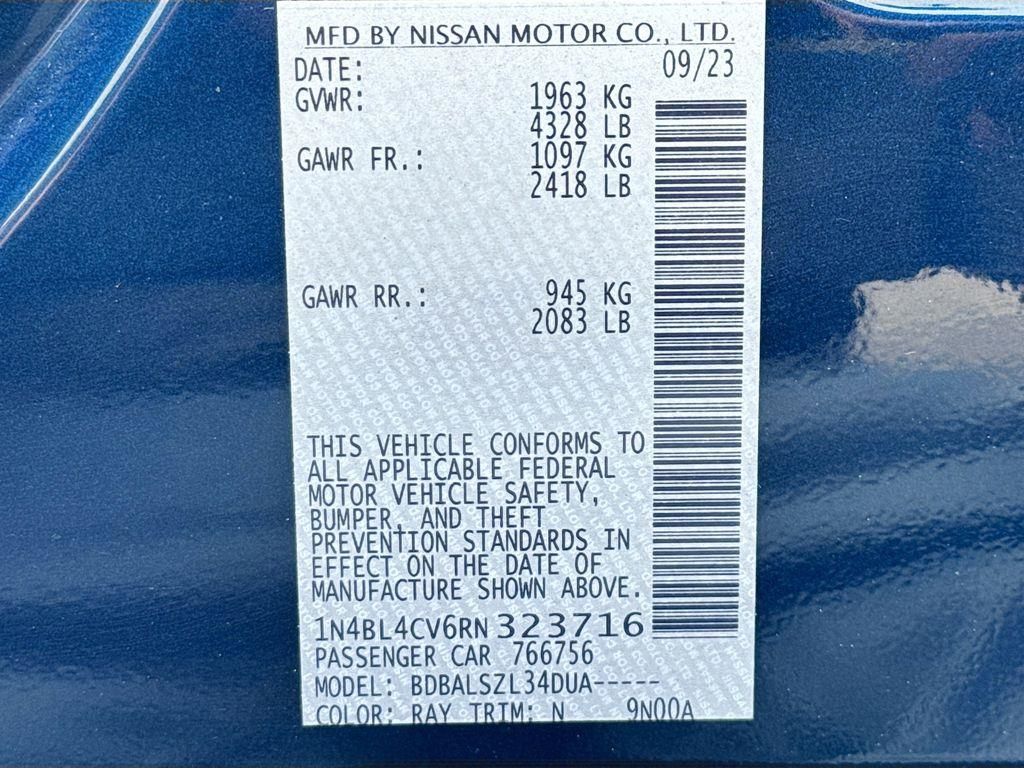 MFD BY NISSAN MOTOR CO., LTD.
DATE: 09/23
GVWR: 1963 KG
4328 LB
GAWR FR.: 1097 KG
2418 LB
GAWR RR.: 945 KG
2083 LB
THIS VEHICLE CONFORMS TO
ALL APPLICABLE FEDERAL
MOTOR VEHICLE SAFETY,
BUMPER, AND THEFT
PREVENTION STANDARDS IN
EFFECT ON THE DATE OF
MANUFACTURE SHOWN ABOVE.
1N4BL4CV6RN323716
PASSENGER CAR 766756
MODEL: BDBALSZL34DUA-----
COLOR: RAY TRIM: N 9N00A